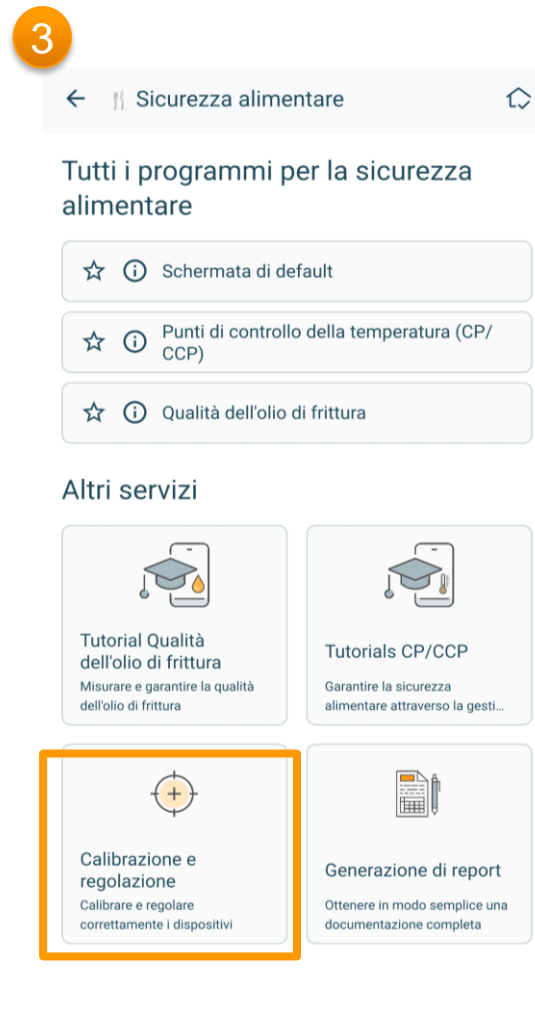 3
Sicurezza alimentare
Tutti i programmi per la sicurezza
alimentare
Schermata di default
Punti di controllo della temperatura (CP/
CCP)
Qualità dell'olio di frittura
Altri servizi
Tutorial Qualità
dell'olio di frittura
Misurare e garantire la qualità
dell'olio di frittura
Tutorials CP/CCP
Garantire la sicurezza
alimentare attraverso la gesti...
Calibrazione e
regolazione
Calibrare e regolare
correttamente i dispositivi
Generazione di report
Ottenere in modo semplice una
documentazione completa